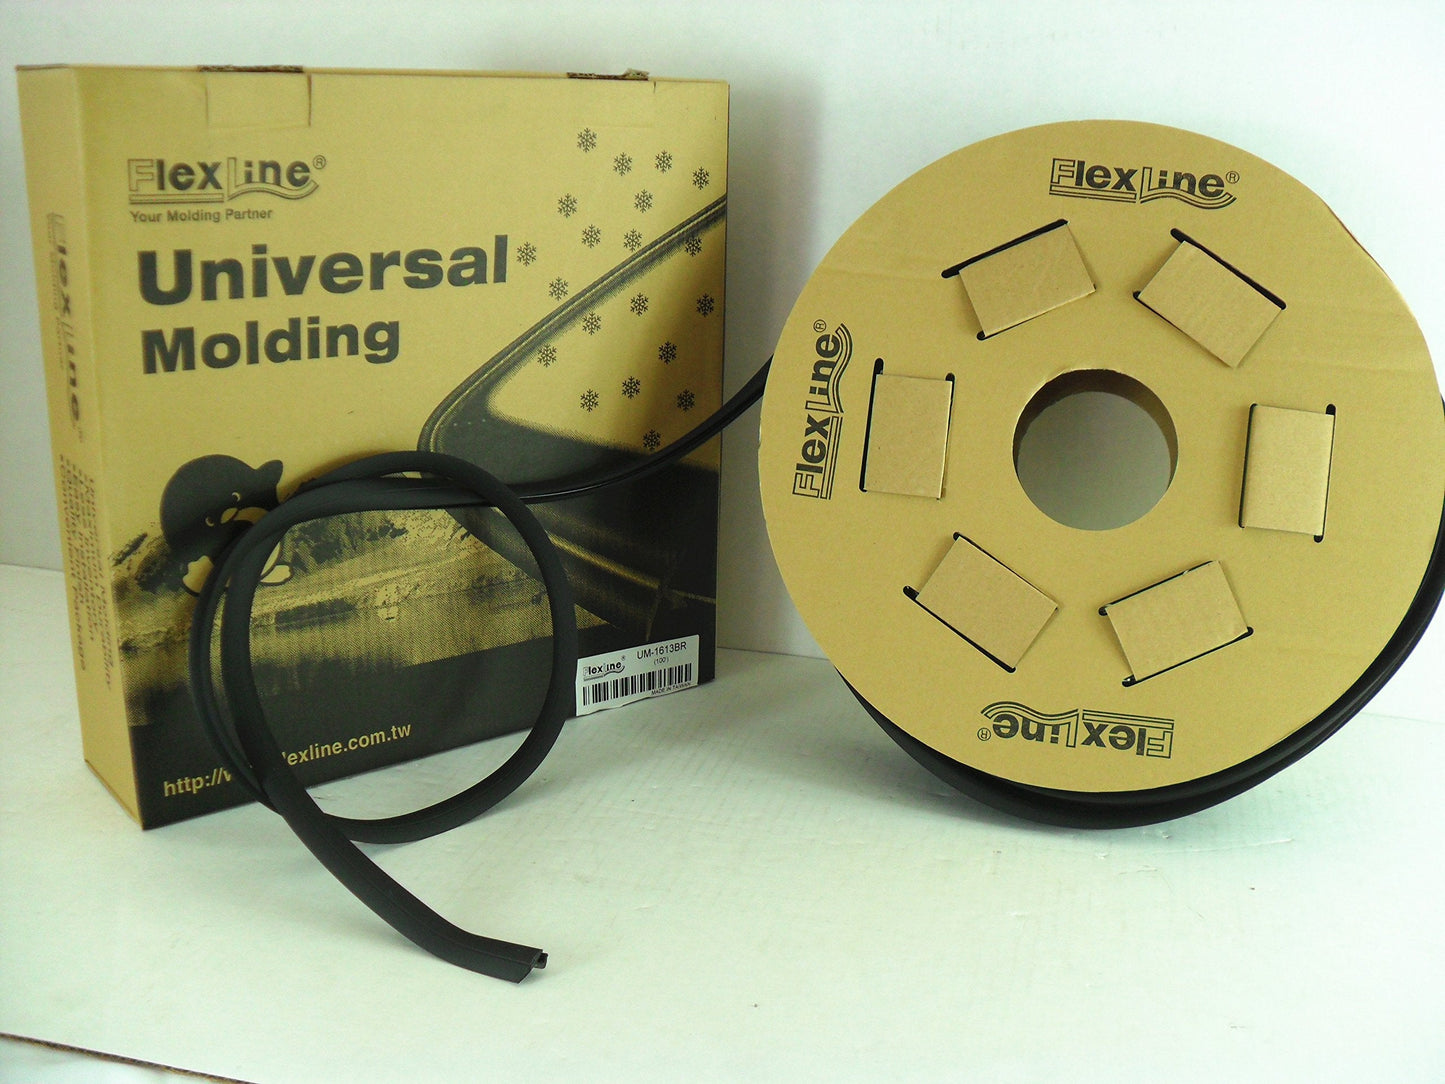 FlexLine®
Your Molding Partner
Universal
Molding
FlexLine
UM-1613BR
(100')
MADE IN TAIWAN
lexline.com.tw
http://
FlexLine®
FlexLine®
FlexLine®
FlexLine